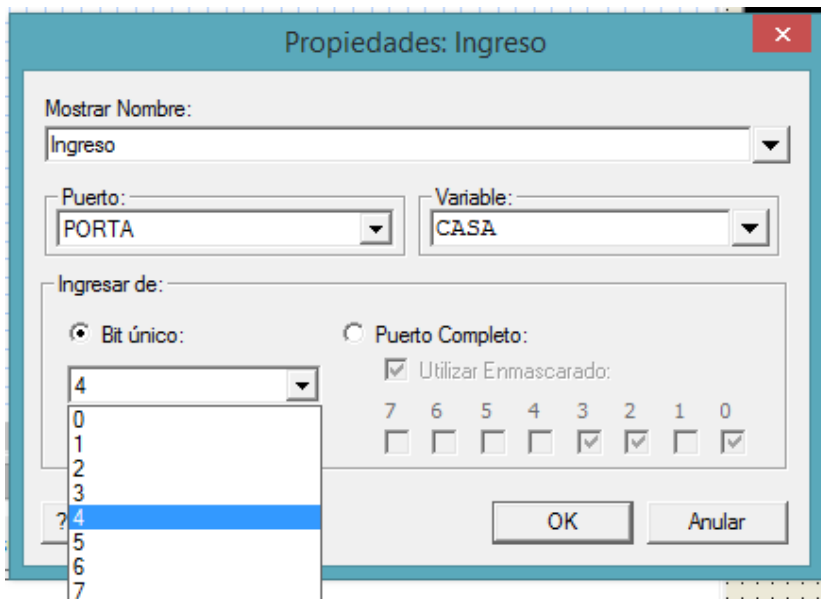 Propiedades: Ingreso
Mostrar Nombre:
Ingreso
Puerto: Variable:
PORTA CASA
Ingresar de:
Bit único: Puerto Completo:
Utilizar Enmascarado:
4
7 6 5 4 3 2 1 0
0
1
2
3
4
5
6
7
? OK Anular